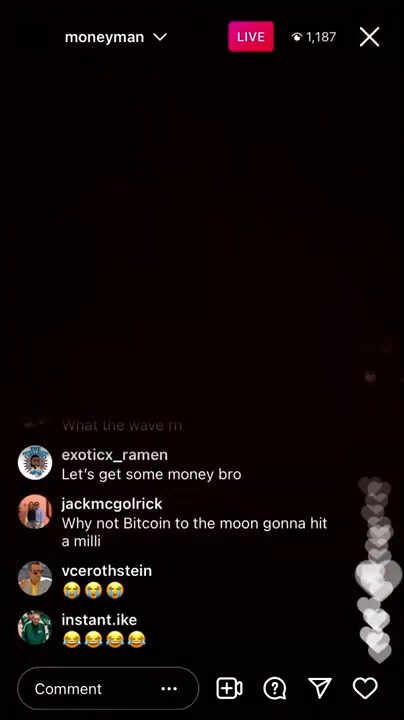 moneyman
LIVE
1,187
What the wave rn
exoticx_ramen
Let's get some money bro
jackmcgolrick
Why not Bitcoin to the moon gonna hit
a milli
vcerothstein
😭😭😭
instant.ike
😂😂😂😂
Comment